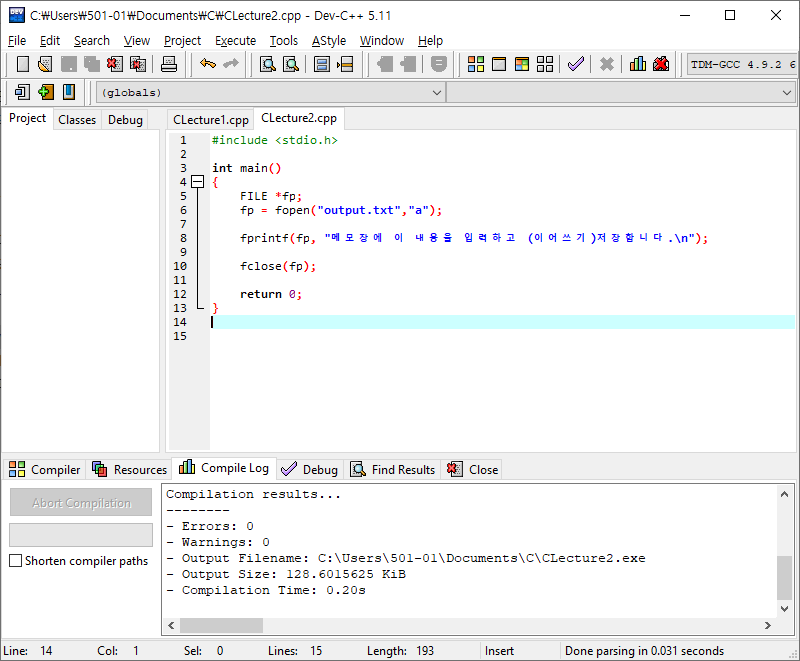 C:₩Users₩501-01₩Documents₩C₩CLecture2.cpp - Dev-C++ 5.11
File Edit Search View Project Execute Tools AStyle Window Help
TDM-GCC 4.9.2 6
(globals)
Project Classes Debug
CLecture1.cpp CLecture2.cpp
1 #include <stdio.h>
2
3 int main()
4 {
5 FILE *fp;
6 fp = fopen("output.txt","a");
7
8 fprintf(fp, "메모장에 이 내용을 입력하고 (이어쓰기)저장합니다.\n");
9
10 fclose(fp);
11
12 return 0;
13 }
14
15
Compiler Resources Compile Log Debug Find Results Close
Abort Compilation
Shorten compiler paths
Compilation results...
--------
- Errors: 0
- Warnings: 0
- Output Filename: C:\Users\501-01\Documents\C\CLecture2.exe
- Output Size: 128.6015625 KiB
- Compilation Time: 0.20s
Line: 14 Col: 1 Sel: 0 Lines: 15 Length: 193 Insert Done parsing in 0.031 seconds